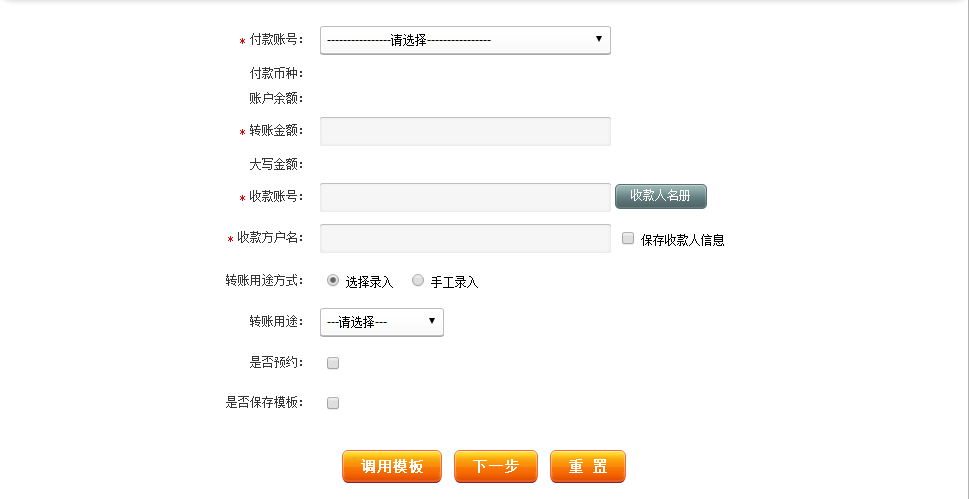 * 付款账号： ----------------请选择----------------
付款币种：
账户余额：
* 转账金额：
大写金额：
* 收款账号： 收款人名册
* 收款方户名： 保存收款人信息
转账用途方式： 选择录入 手工录入
转账用途： ---请选择---
是否预约：
是否保存模板：
调用模板 下一步 重 置